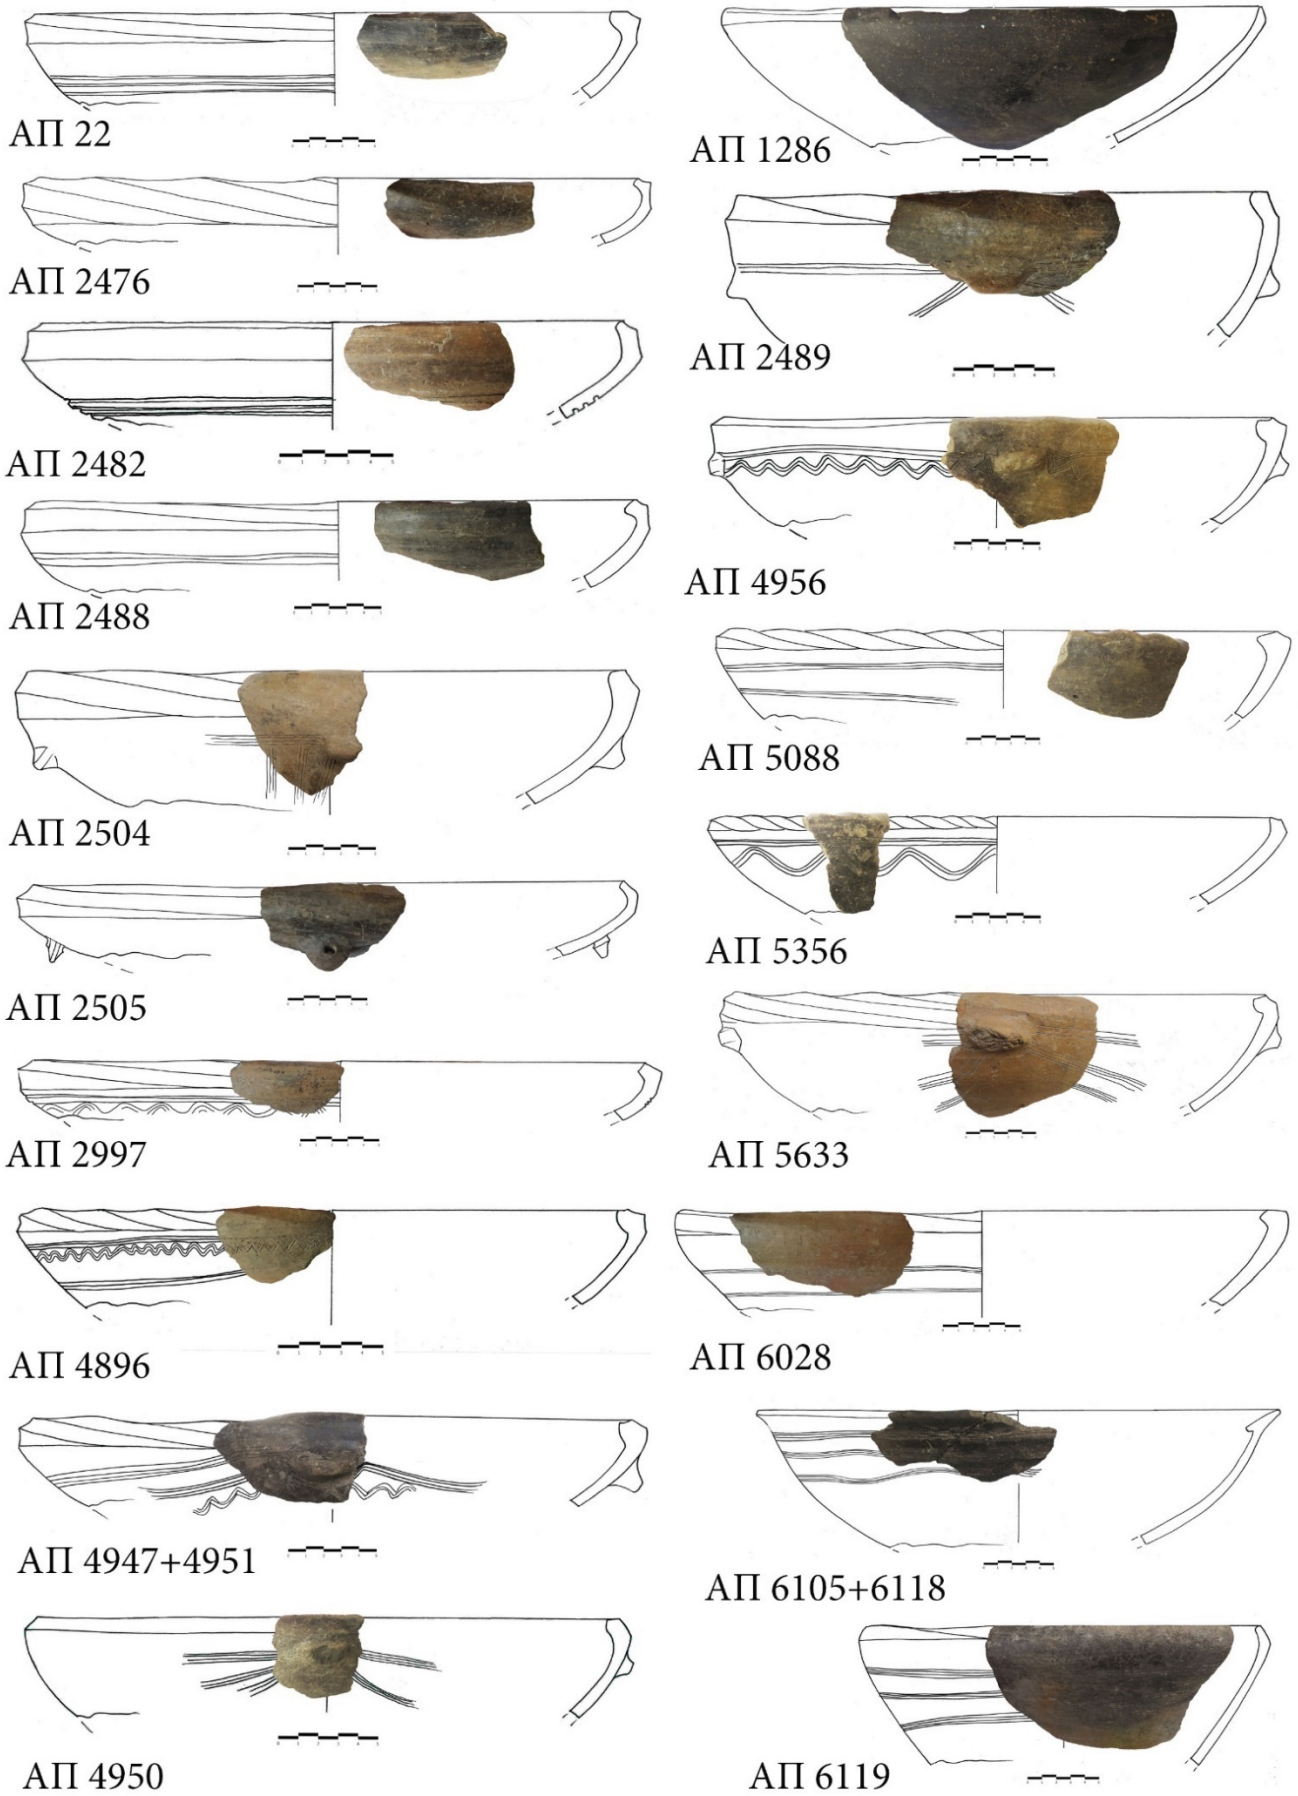 АП 22
АП 2476
АП 2482
АП 2488
АП 2504
АП 2505
АП 2997
АП 4896
АП 4947+4951
АП 4950
АП 1286
АП 2489
АП 4956
АП 5088
АП 5356
АП 5633
АП 6028
АП 6105+6118
АП 6119